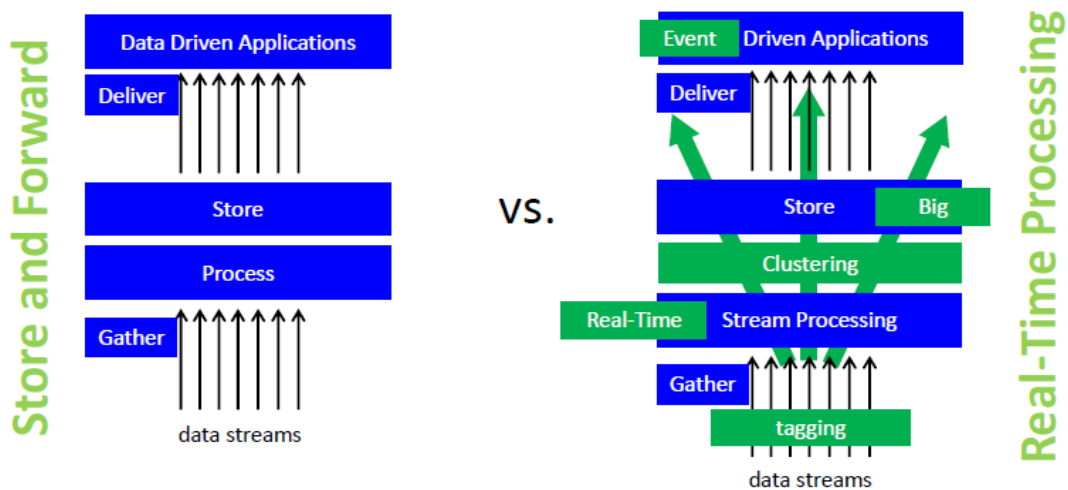 Store and Forward
Data Driven Applications
Deliver
Store
Process
Gather
data streams
vs.
Event Driven Applications
Deliver
Store Big
Clustering
Real-Time Stream Processing
Gather
tagging
data streams
Real-Time Processing